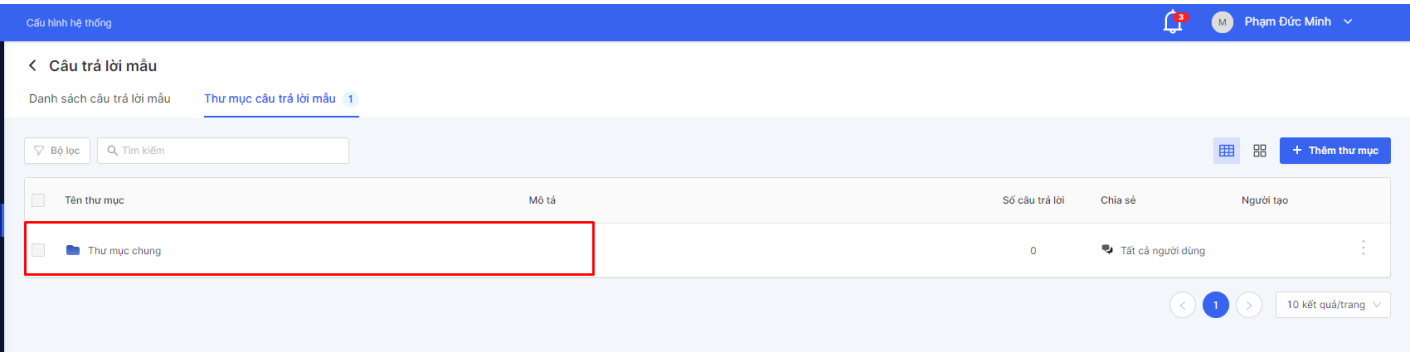 Cấu hình hệ thống
3
M
Phạm Đức Minh
Câu trả lời mẫu
Danh sách câu trả lời mẫu
Thư mục câu trả lời mẫu 1
Bộ lọc
Tìm kiếm
+ Thêm thư mục
Tên thư mục Mô tả Số câu trả lời Chia sẻ Người tạo
Thư mục chung 0 Tất cả người dùng
< 1 > 10 kết quả/trang